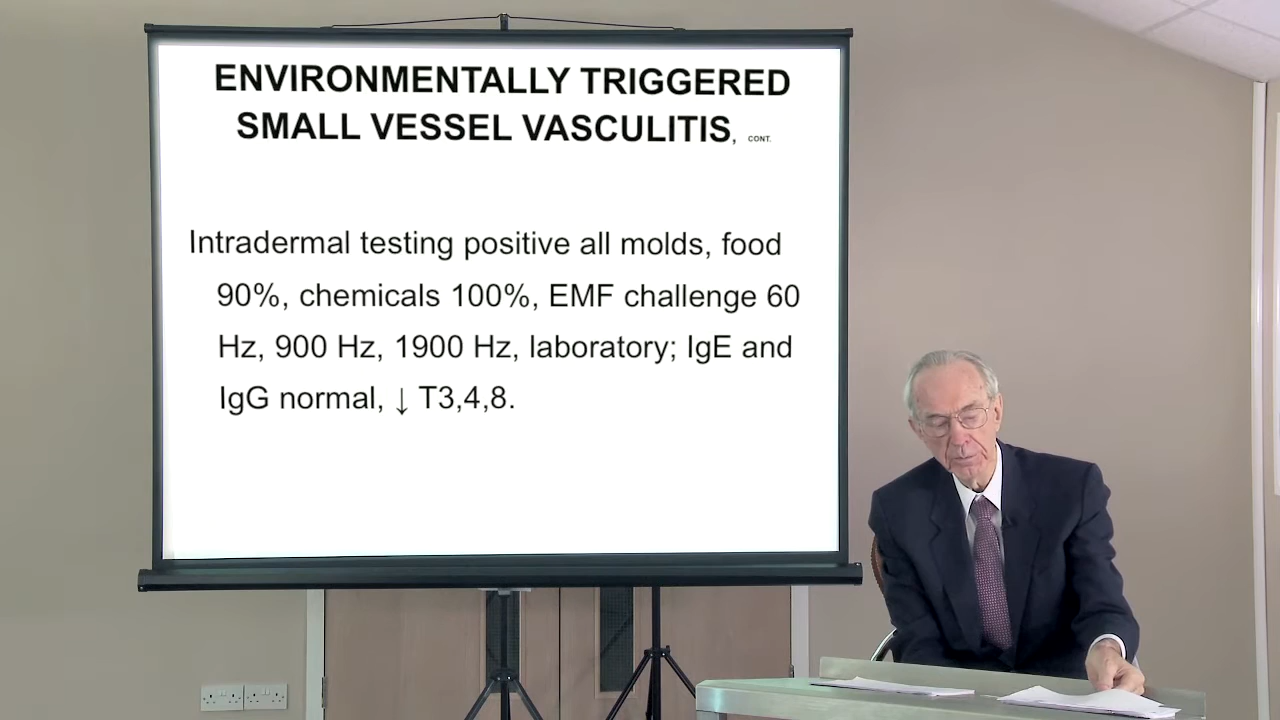 ENVIRONMENTALLY TRIGGERED
SMALL VESSEL VASCULITIS, CONT.
Intradermal testing positive all molds, food
90%, chemicals 100%, EMF challenge 60
Hz, 900 Hz, 1900 Hz, laboratory; IgE and
IgG normal, ↓ T3,4,8.